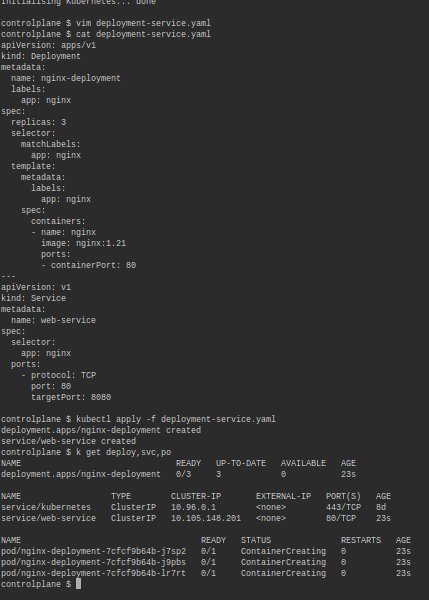 Initialising Kubernetes... done
controlplane $ vim deployment-service.yaml
controlplane $ cat deployment-service.yaml
apiVersion: apps/v1
kind: Deployment
metadata:
  name: nginx-deployment
  labels:
    app: nginx
spec:
  replicas: 3
  selector:
    matchLabels:
      app: nginx
  template:
    metadata:
      labels:
        app: nginx
    spec:
      containers:
      - name: nginx
        image: nginx:1.21
        ports:
        - containerPort: 80
---
apiVersion: v1
kind: Service
metadata:
  name: web-service
spec:
  selector:
    app: nginx
  ports:
    - protocol: TCP
      port: 80
      targetPort: 8080
controlplane $ kubectl apply -f deployment-service.yaml
deployment.apps/nginx-deployment created
service/web-service created
controlplane $ k get deploy,svc,po
NAME                               READY   UP-TO-DATE   AVAILABLE   AGE
deployment.apps/nginx-deployment   0/3     3            0           23s
NAME                  TYPE        CLUSTER-IP       EXTERNAL-IP   PORT(S)   AGE
service/kubernetes    ClusterIP   10.96.0.1        <none>        443/TCP   8d
service/web-service   ClusterIP   10.105.148.201   <none>        80/TCP    23s
NAME                                    READY   STATUS              RESTARTS   AGE
pod/nginx-deployment-7cfcf9b64b-j7sp2   0/1     ContainerCreating   0          23s
pod/nginx-deployment-7cfcf9b64b-j9pbs   0/1     ContainerCreating   0          23s
pod/nginx-deployment-7cfcf9b64b-lr7rt   0/1     ContainerCreating   0          23s
controlplane $